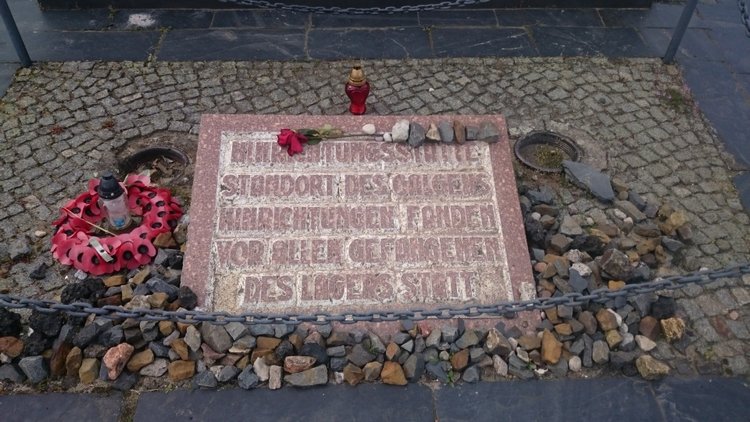 HINRICHTUNGSSTÄTTE
STANDORT DES GALGENS
HINRICHTUNGEN FANDEN
VOR ALLEN GEFANGENEN
DES LAGERS STATT